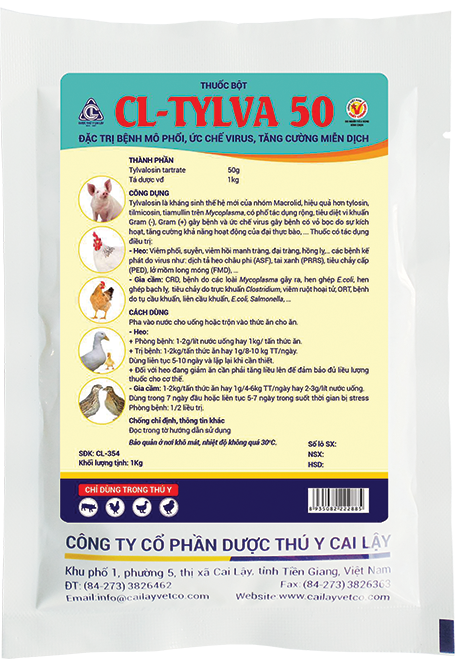 THUỐC BỘT
CL-TYLVA 50
ĐẶC TRỊ BỆNH MÔ PHỔI, ỨC CHẾ VIRUS, TĂNG CƯỜNG MIỄN DỊCH
THÀNH PHẦN
Tylvalosin tartrate 50g
Tá dược vđ 1kg
CÔNG DỤNG
Tylvalosin là kháng sinh thế hệ mới của nhóm Macrolid, hiệu quả hơn tylosin,
tilmicosin, tiamullin trên Mycoplasma, có phổ tác dụng rộng, tiêu diệt vi khuẩn
Gram (-), Gram (+) gây bệnh và ức chế virus gây bệnh có vỏ bọc do sự kích
hoạt, tăng cường khả năng hoạt động của đại thực bào, ... Thuốc có tác dụng
điều trị:
- Heo: Viêm phổi, suyễn, viêm hồi manh tràng, đại tràng, hồng lỵ,... các bệnh kế
phát do virus như: dịch tả heo châu phi (ASF), tai xanh (PRRS), tiêu chảy cấp
(PED), lở mồm long móng (FMD), ...
- Gia cầm: CRD, bệnh do các loài Mycoplasma gây ra, hen ghép E.coli, hen
ghép bạch lỵ, tiêu chảy do trực khuẩn Clostridium, viêm ruột hoại tử, ORT, bệnh
do tụ cầu khuẩn, liên cầu khuẩn, E.coli, Salmonella, ...
CÁCH DÙNG
Pha vào nước cho uống hoặc trộn vào thức ăn cho ăn.
- Heo:
+ Phòng bệnh: 1-2g/lít nước uống hay 1kg/ tấn thức ăn.
+ Trị bệnh: 1-2kg/tấn thức ăn hay 1g/8-10 kg TT/ngày.
Dùng liên tục 5-10 ngày và lặp lại khi cần thiết.
+ Đối với heo đang giảm ăn cần phải tăng liều lên để đảm bảo đủ liều lượng
thuốc cho cơ thể.
- Gia cầm: 1-2kg/tấn thức ăn hay 1g/4-6kg TT/ngày hay 2-3g/lít nước uống.
Dùng trong 7 ngày đầu hoặc liên tục 5-7 ngày trong suốt thời gian bị stress
Phòng bệnh: 1/2 liều trị.
Chống chỉ định, thông tin khác
Đọc trong tờ hướng dẫn sử dụng
Bảo quản ở nơi khô mát, nhiệt độ không quá 30°C.
SĐK: CL-354
Khối lượng tịnh: 1Kg
Số lô SX:
NSX:
HSD:
CHỈ DÙNG TRONG THÚ Y
8935082222885
CÔNG TY CỔ PHẦN DƯỢC THÚ Y CAI LẬY
Khu phố 1, phường 5, thị xã Cai Lậy, tỉnh Tiền Giang, Việt Nam
ĐT: (84-273) 3826462 Fax: (84-273) 3826363
Email:info@cailayvetco.com Website www.cailayvetco.com